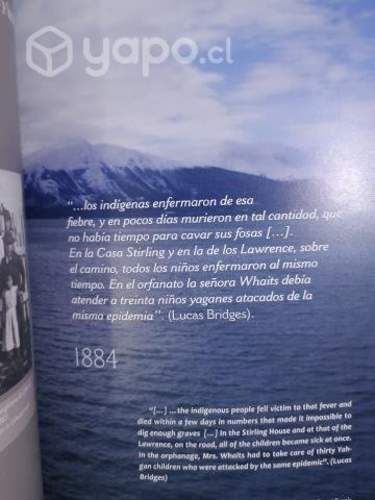 yapo.cl
"...los indígenas enfermaron de esa
fiebre, y en pocos días murieron en tal cantidad, que
no había tiempo para cavar sus fosas [...].
En la Casa Stirling y en la de los Lawrence, sobre
el camino, todos los niños enfermaron al mismo
tiempo. En el orfanato la señora Whaits debía
atender a treinta niños yaganes atacados de la
misma epidemia". (Lucas Bridges).
1884
"[...] ...the indigenous people fell victim to that fever and
died within a few days in numbers that made it impossible to
dig enough graves [...] In the Stirling House and at that of the
Lawrence, on the road, all of the children became sick at once.
In the orphanage, Mrs. Whaits had to take care of thirty Yah-
gan children who were attacked by the same epidemic". (Lucas
Bridges)